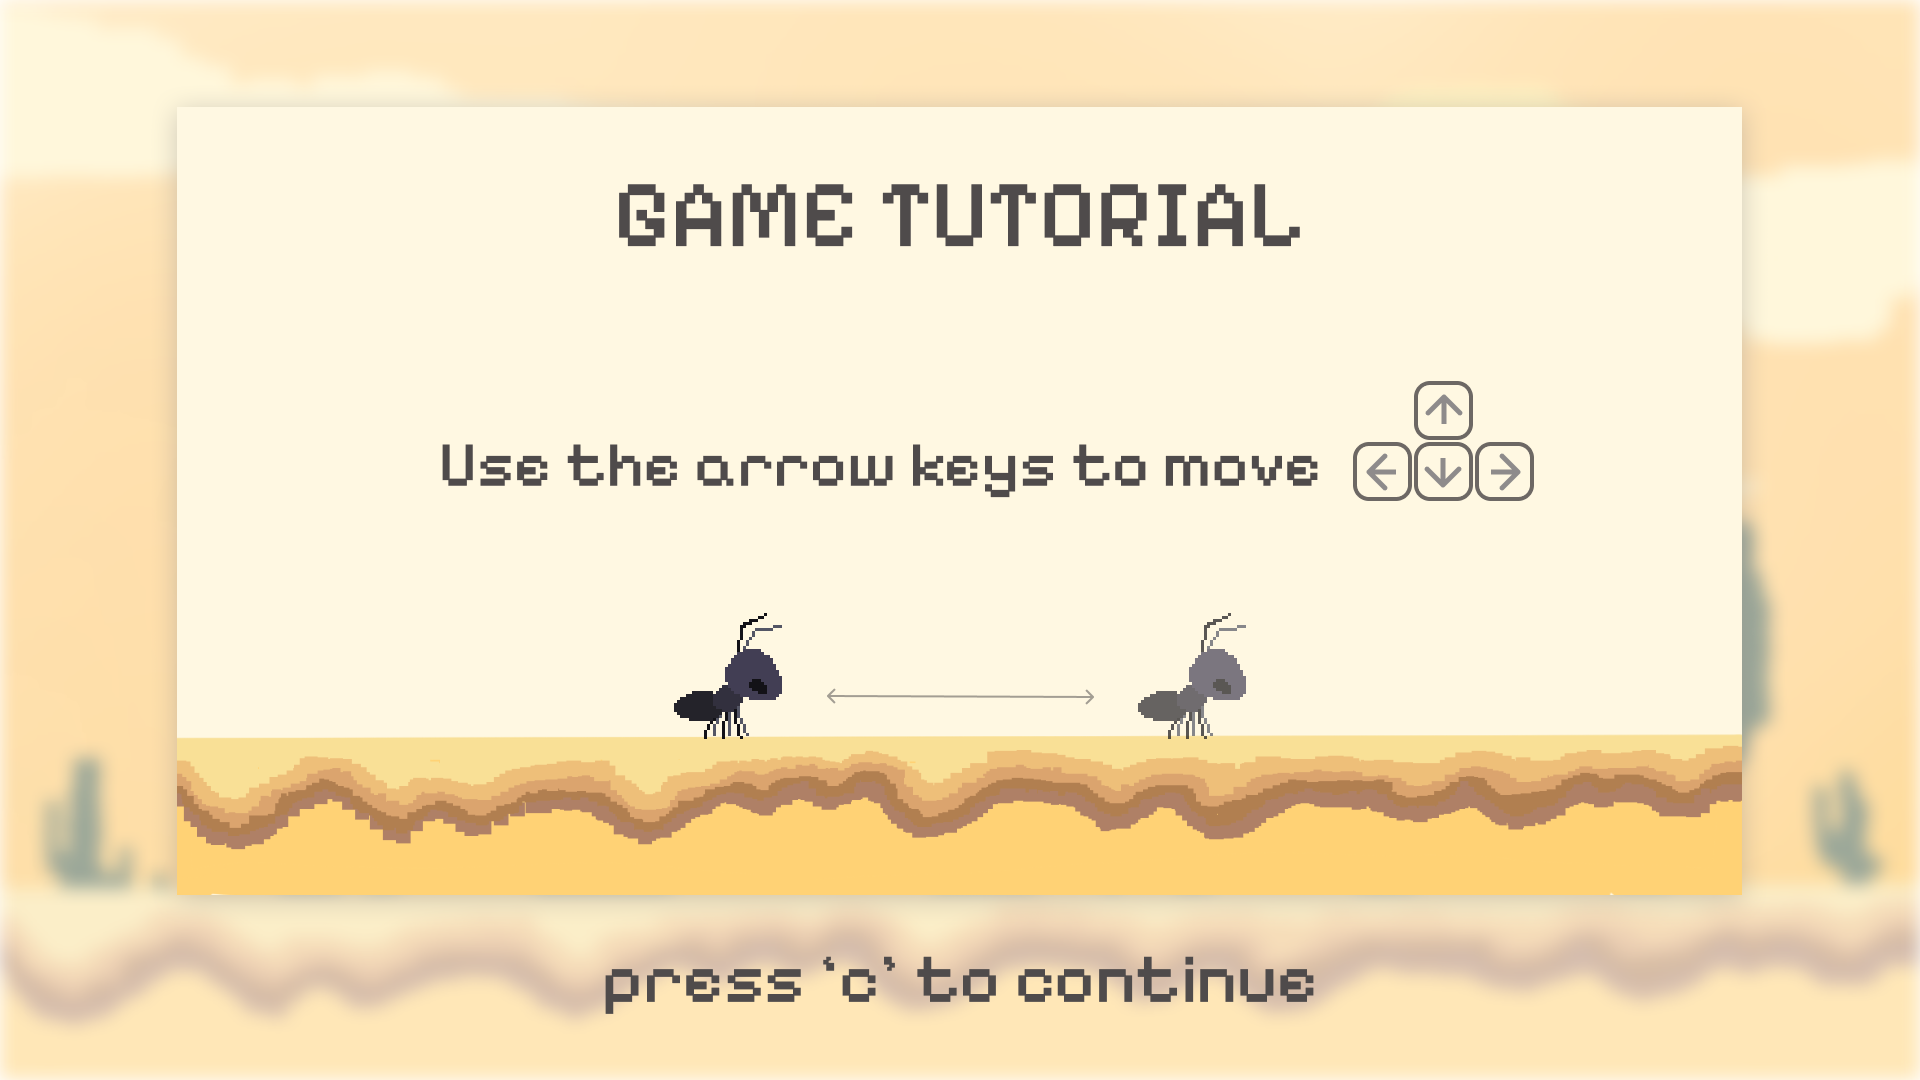 GAME TUTORIAL
Use the arrow keys to move
press ‘c’ to continue